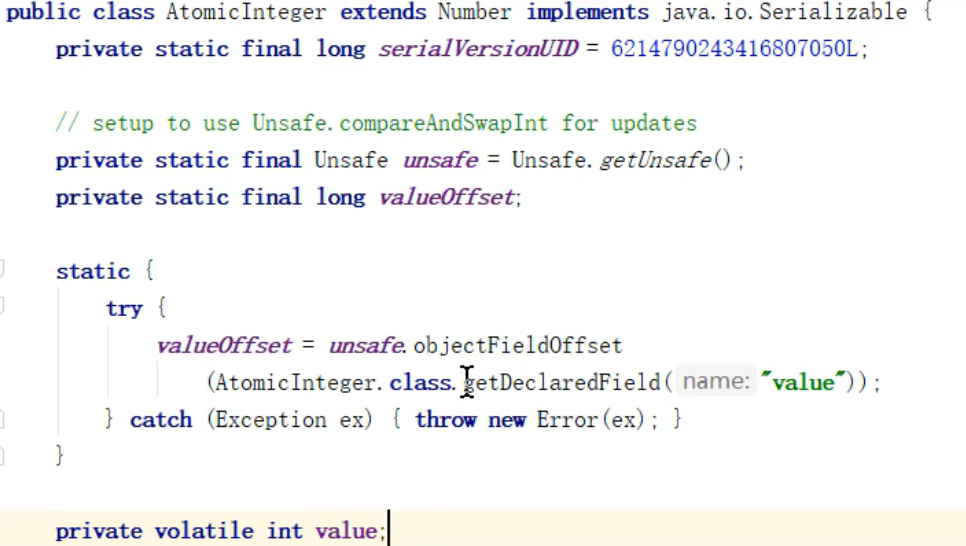 public class AtomicInteger extends Number implements java.io.Serializable {
private static final long serialVersionUID = 6214790243416807050L;
// setup to use Unsafe.compareAndSwapInt for updates
private static final Unsafe unsafe = Unsafe.getUnsafe();
private static final long valueOffset;
static {
try {
valueOffset = unsafe.objectFieldOffset
(AtomicInteger.class.getDeclaredField( name: "value"));
} catch (Exception ex) { throw new Error(ex); }
}
private volatile int value;